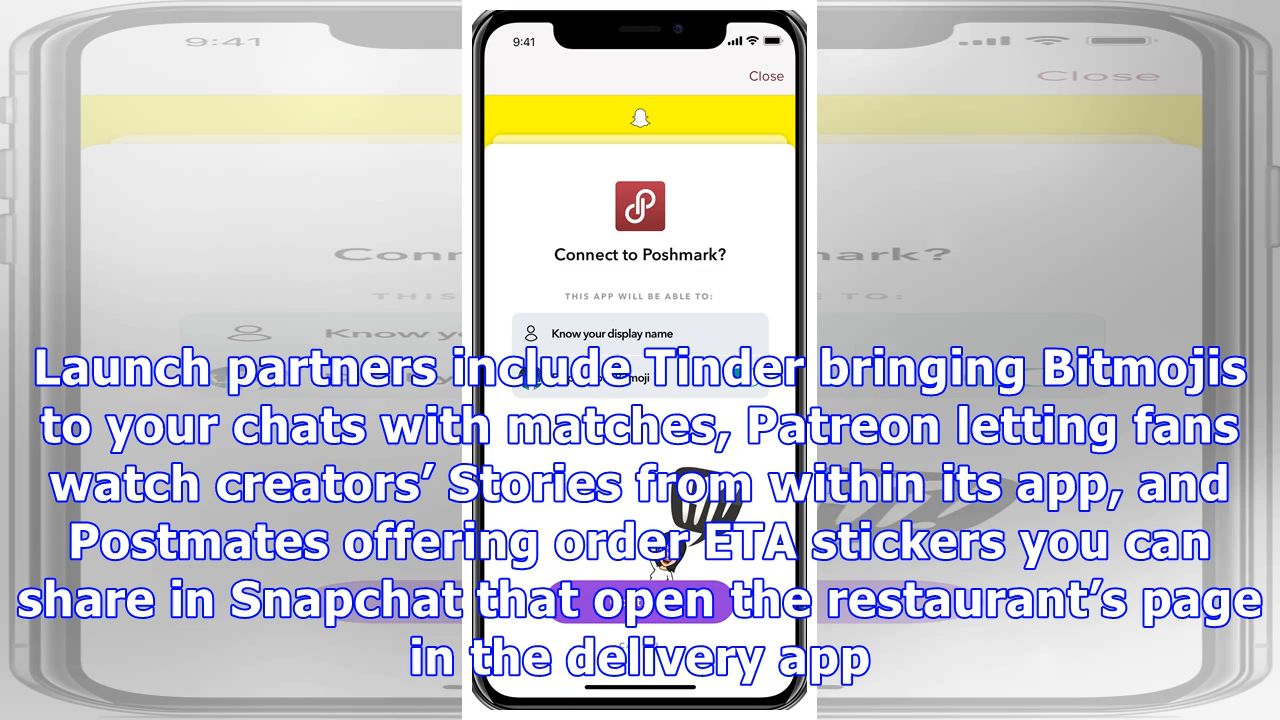 9:41
9:41
Close
Close
Connect to Poshmark?
THIS APP WILL BE ABLE TO:
Know your display name
Launch partners include Tinder bringing Bitmojis
to your chats with matches, Patreon letting fans
watch creators’ Stories from within its app, and
Postmates offering order ETA stickers you can
share in Snapchat that open the restaurant’s page
in the delivery app